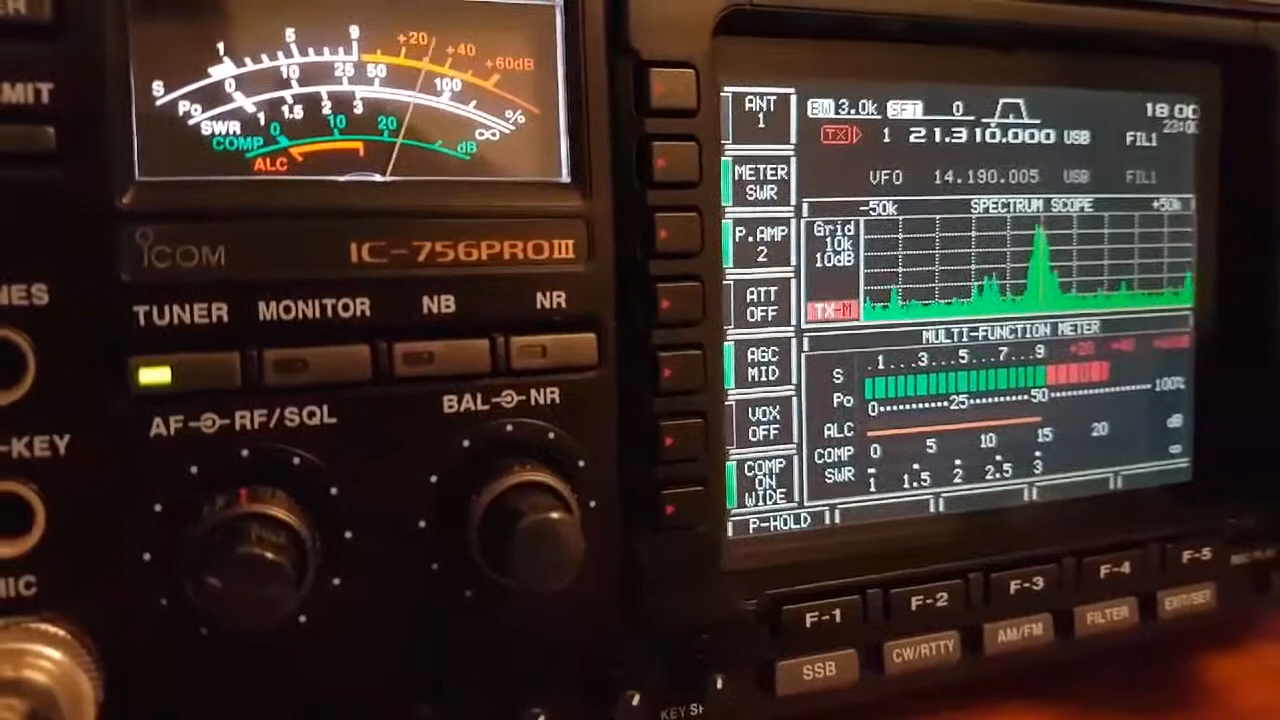 MIT
1 5 9 +20 +40 +60dB
S
0 10 25 50 100 %
Po
SWR 1 1.5 2 3 ∞
COMP 0 10 20 dB
ALC
ICOM
IC-756PROIII
TUNER
MONITOR
NB
NR
AF RF/SQL
BAL NR
NES
-KEY
IC
KEY
ANT
1
METER
SWR
P.AMP
2
ATT
OFF
AGC
MID
VOX
OFF
COMP
ON
WIDE
BW 3.0k SFT 0
18:00
TX 1 21.310.000 USB FIL1
VFO 14.190.005 USB FIL1
-50k SPECTRUM SCOPE +50k
Grid
10k
10dB
TX-M
MULTI-FUNCTION METER
S .1...3...5...7...9 +20 +40 +60dB
Po 0 25 50 100%
ALC
COMP 0 5 10 15 20 dB
SWR 1 1.5 2 2.5 3 ∞
P-HOLD
F-1
F-2
F-3
F-4
F-5
SSB
CW/RTTY
AM/FM
FILTER
EXIT/SET